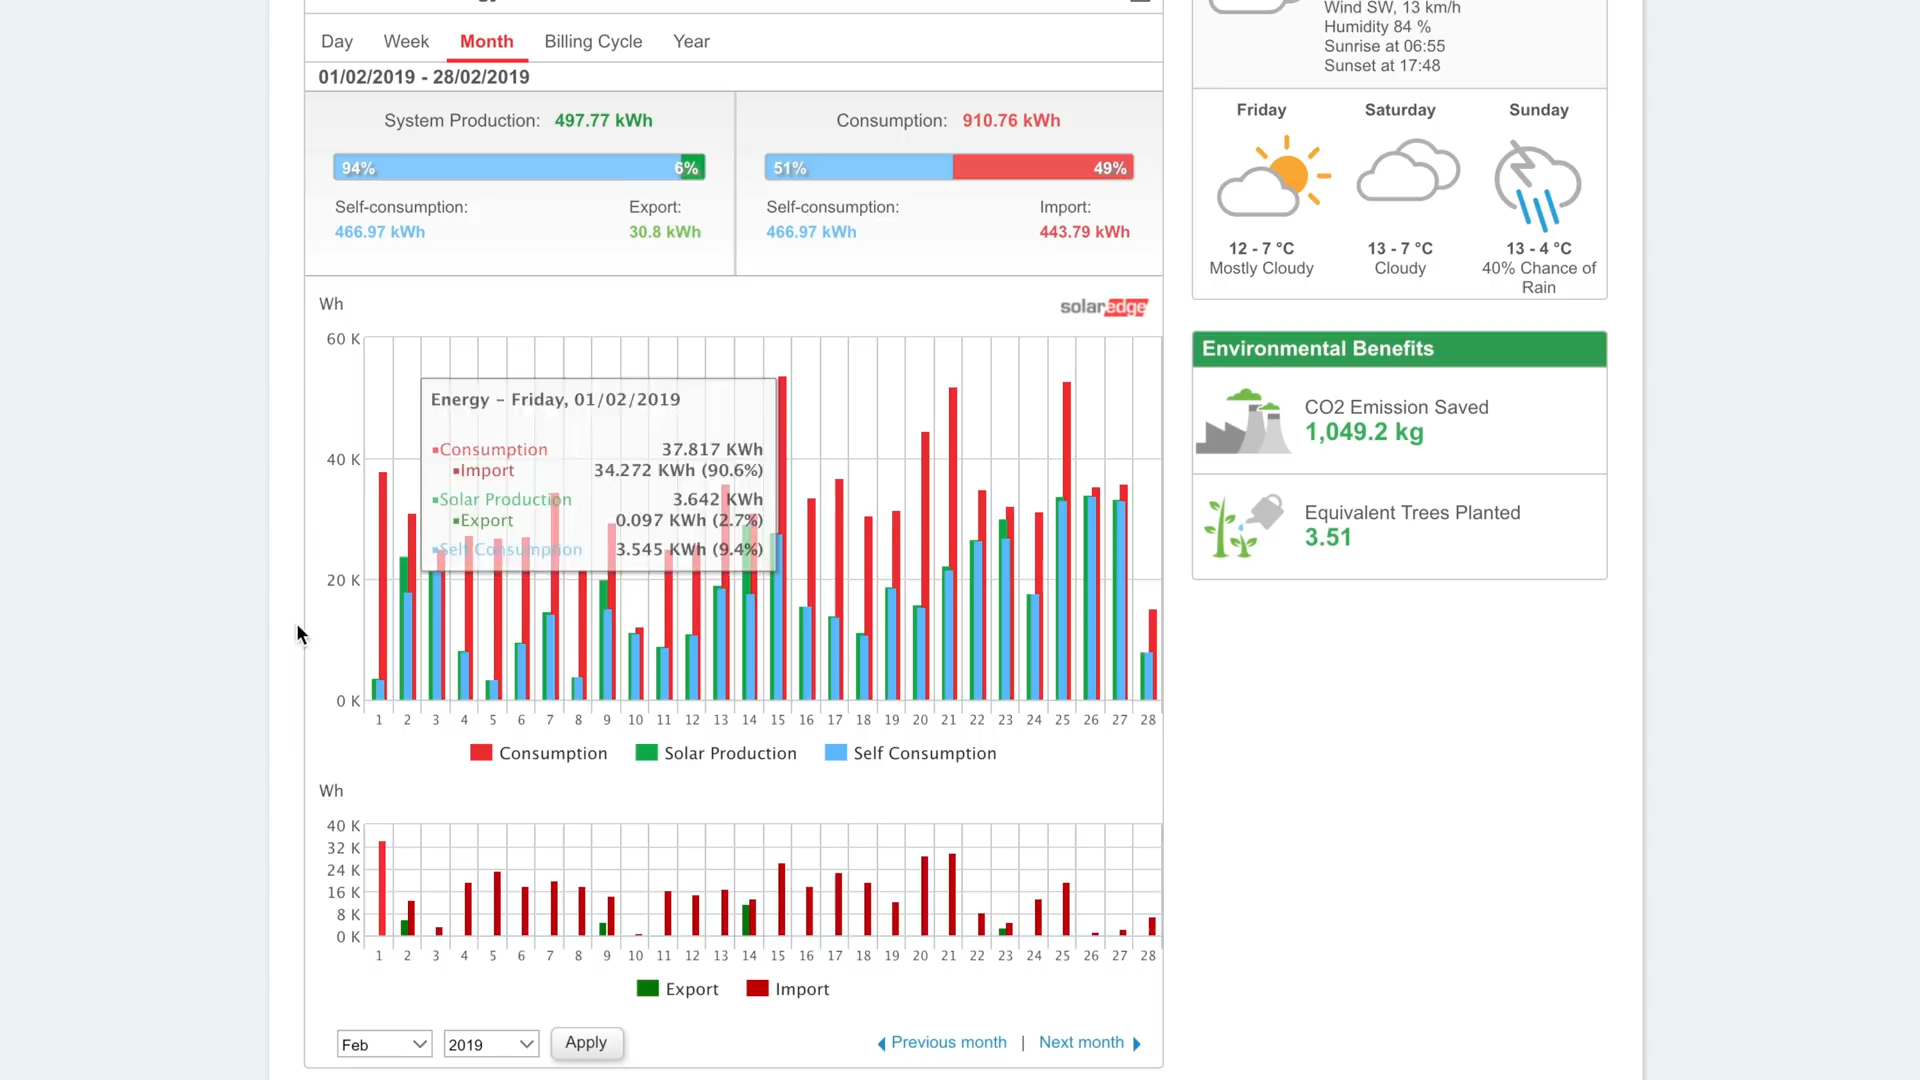 Wind SW, 13 km/h
Humidity 84 %
Sunrise at 06:55
Sunset at 17:48
Day Week Month Billing Cycle Year
01/02/2019 - 28/02/2019
System Production: 497.77 kWh
Consumption: 910.76 kWh
94% 6%
51% 49%
Self-consumption: Export:
466.97 kWh 30.8 kWh
Self-consumption: Import:
466.97 kWh 443.79 kWh
Friday Saturday Sunday
12 - 7 °C 13 - 7 °C 13 - 4 °C
Mostly Cloudy Cloudy 40% Chance of
Rain
Environmental Benefits
CO2 Emission Saved
1,049.2 kg
Equivalent Trees Planted
3.51
Wh
solaredge
60 K
40 K
20 K
0 K
Energy – Friday, 01/02/2019
Consumption 37.817 KWh
Import 34.272 KWh (90.6%)
Solar Production 3.642 KWh
Export 0.097 KWh (2.7%)
Self Consumption 3.545 KWh (9.4%)
1 2 3 4 5 6 7 8 9 10 11 12 13 14 15 16 17 18 19 20 21 22 23 24 25 26 27 28
Consumption Solar Production Self Consumption
Wh
40 K
32 K
24 K
16 K
8 K
0 K
1 2 3 4 5 6 7 8 9 10 11 12 13 14 15 16 17 18 19 20 21 22 23 24 25 26 27 28
Export Import
Feb 2019 Apply Previous month | Next month